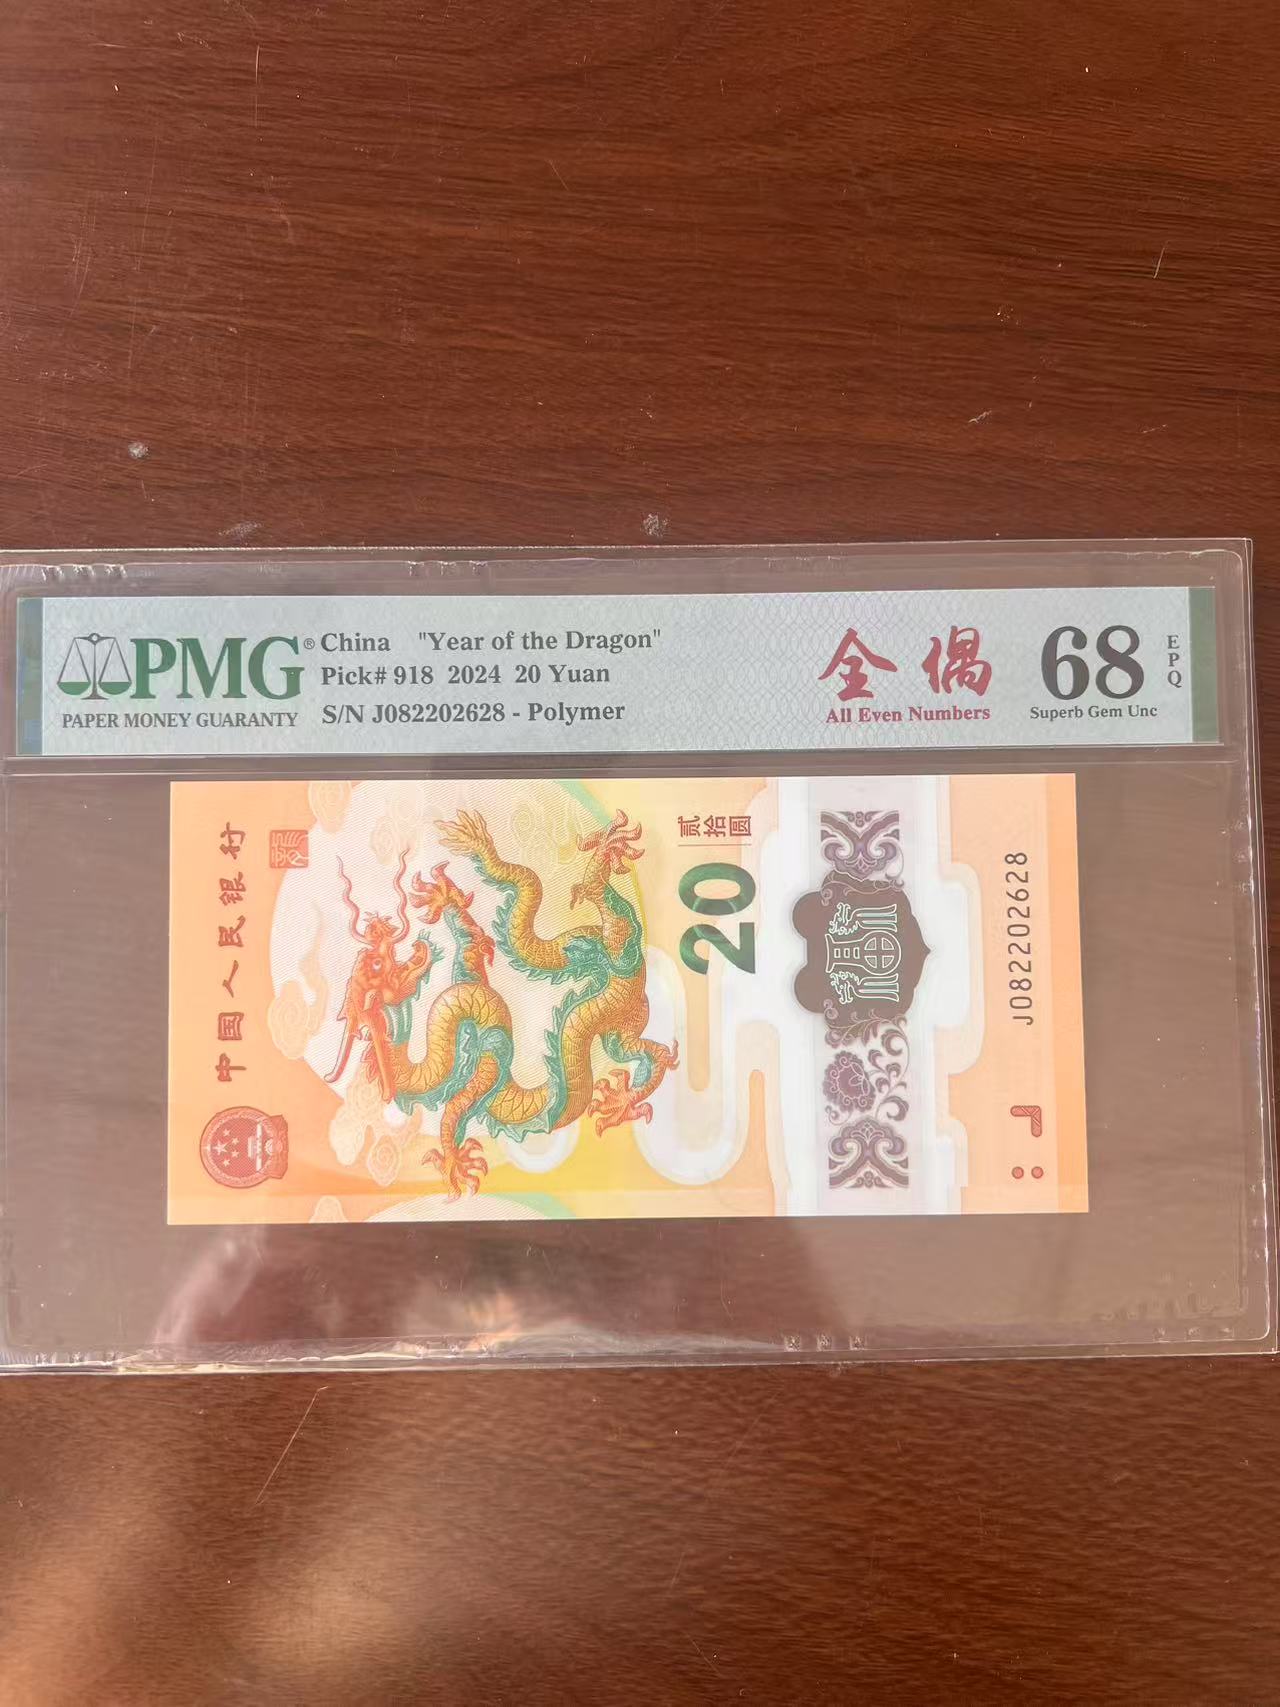 PMG®
PAPER MONEY GUARANTY
China "Year of the Dragon"
Pick# 918 2024 20 Yuan
S/N J082202628 - Polymer
全偶
All Even Numbers
68
EPQ
Superb Gem Unc
中国人民银行
贰拾圆
20
J082202628